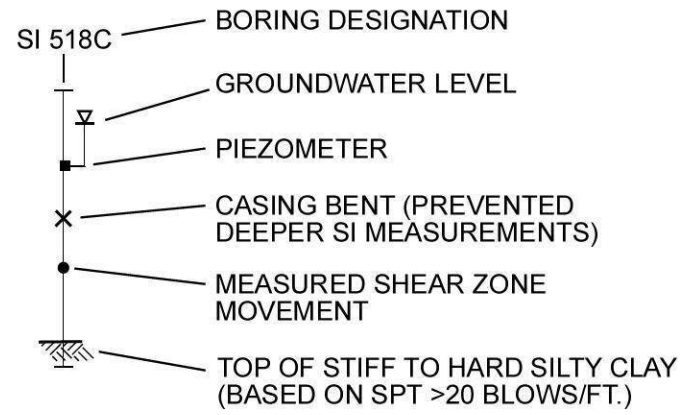 BORING DESIGNATION
SI 518C
GROUNDWATER LEVEL
PIEZOMETER
CASING BENT (PREVENTED
DEEPER SI MEASUREMENTS)
MEASURED SHEAR ZONE
MOVEMENT
TOP OF STIFF TO HARD SILTY CLAY
(BASED ON SPT >20 BLOWS/FT.)